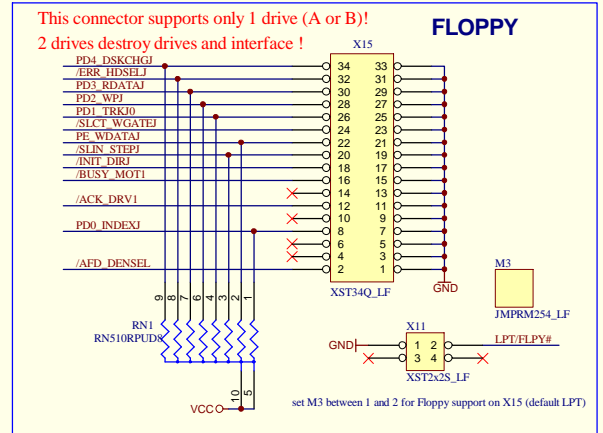 This connector supports only 1 drive (A or B)!
2 drives destroy drives and interface !
FLOPPY
X15
PD4_DSKCHGJ 34 33
/ERR_HDSELJ 32 31
PD3_RDATAJ 30 29
PD2_WPJ 28 27
PD1_TRKJ0 26 25
/SLCT_WGATEJ 24 23
PE_WDATAJ 22 21
/SLIN_STEPJ 20 19
/INIT_DIRJ 18 17
/BUSY_MOT1 16 15
14 13
/ACK_DRV1 12 11
10 9
PD0_INDEXJ 8 7
6 5
4 3
/AFD_DENSEL 2 1
XST34Q_LF
GND
M3
JMPRM254_LF
9 8 7 6 4 3 2 1
RN1
RN510RPUD8
10 5
VCC
X11
GND 1 2 LPT/FLPY#
3 4
XST2x2S_LF
set M3 between 1 and 2 for Floppy support on X15 (default LPT)